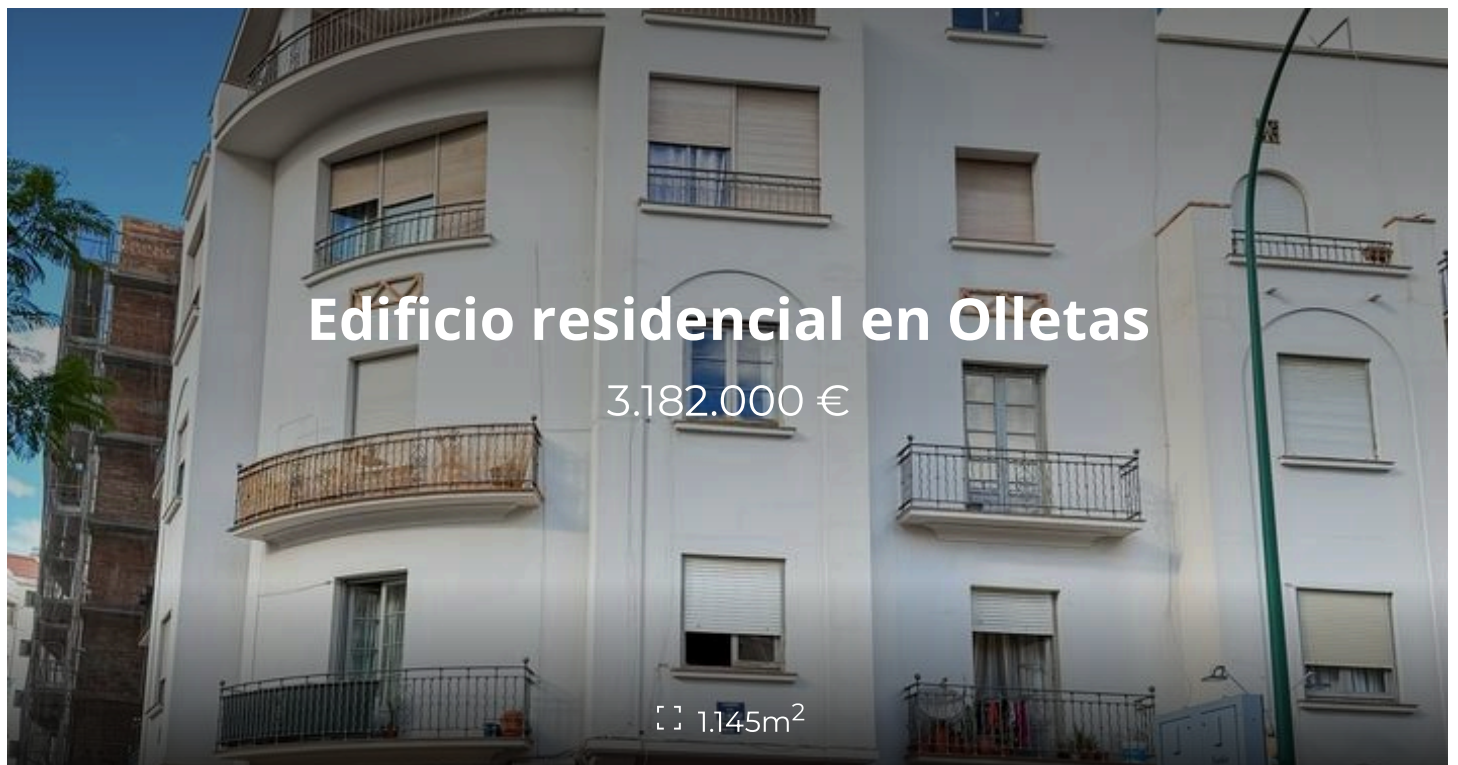 Edificio residencial en Olletas
3.182.000 €
1.145m²